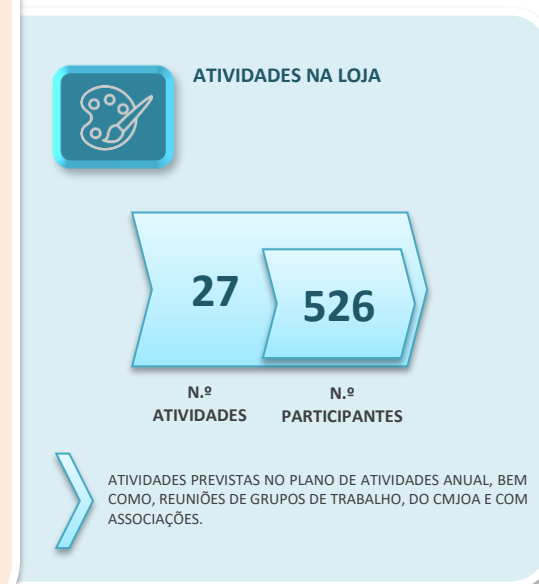 ATIVIDADES NA LOJA
27
526
N.º
ATIVIDADES
N.º
PARTICIPANTES
ATIVIDADES PREVISTAS NO PLANO DE ATIVIDADES ANUAL, BEM
COMO, REUNIÕES DE GRUPOS DE TRABALHO, DO CMJOA E COM
ASSOCIAÇÕES.